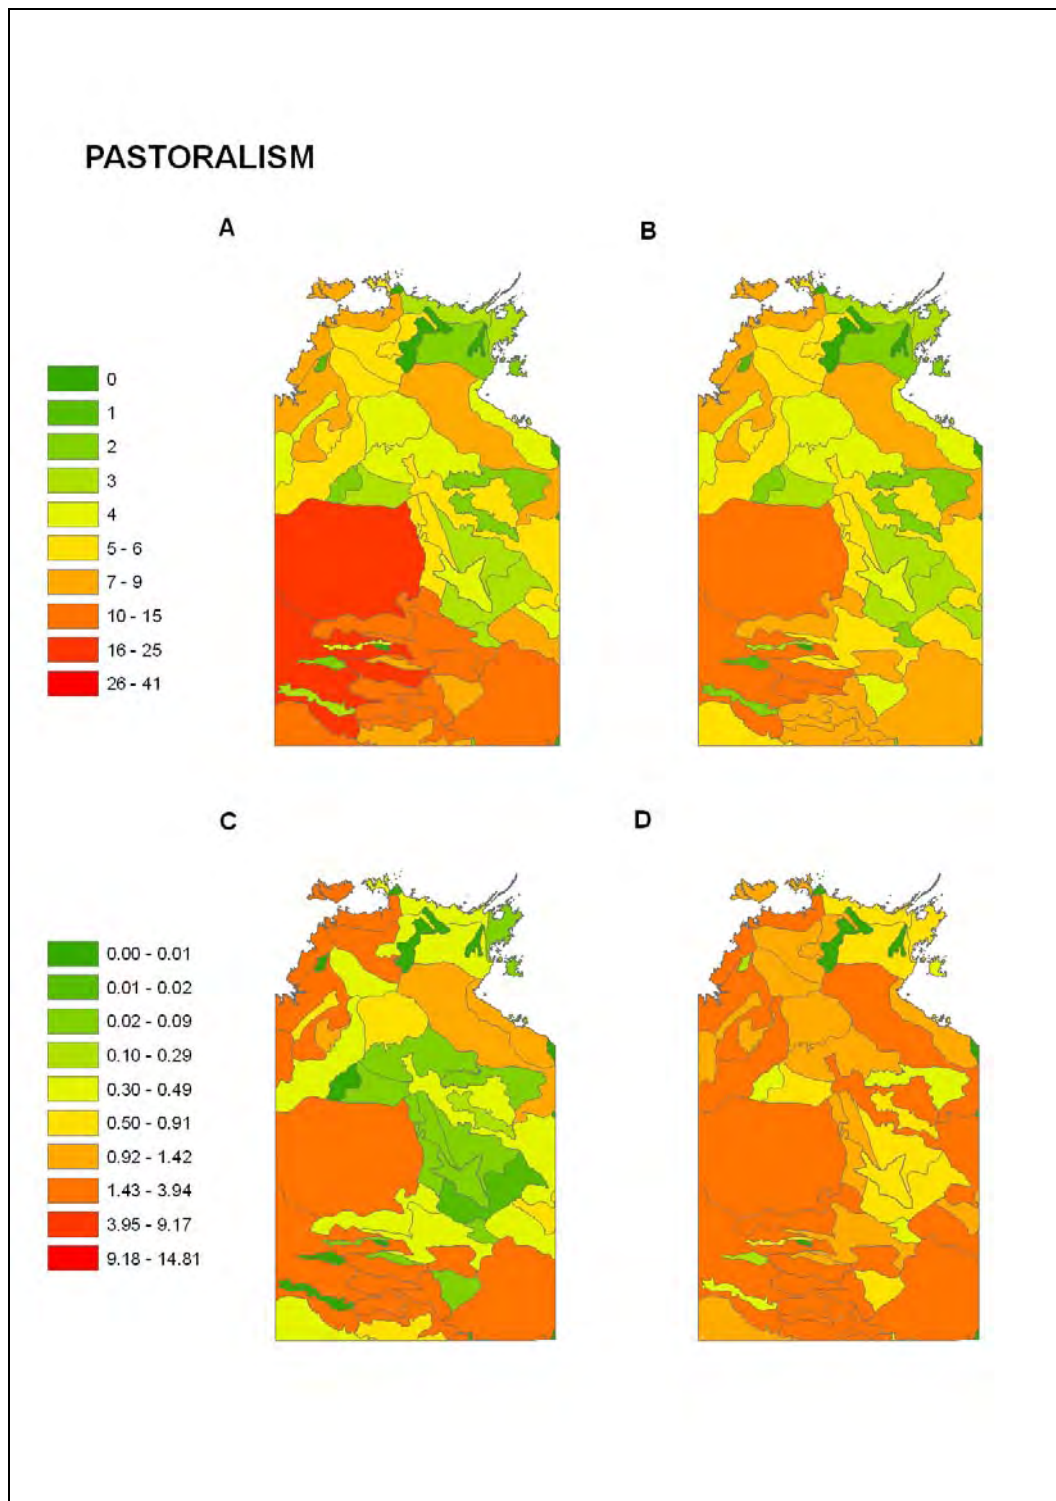 PASTORALISM
A
B
0
1
2
3
4
5 - 6
7 - 9
10 - 15
16 - 25
26 - 41
C
D
0.00 - 0.01
0.01 - 0.02
0.02 - 0.09
0.10 - 0.29
0.30 - 0.49
0.50 - 0.91
0.92 - 1.42
1.43 - 3.94
3.95 - 9.17
9.18 - 14.81